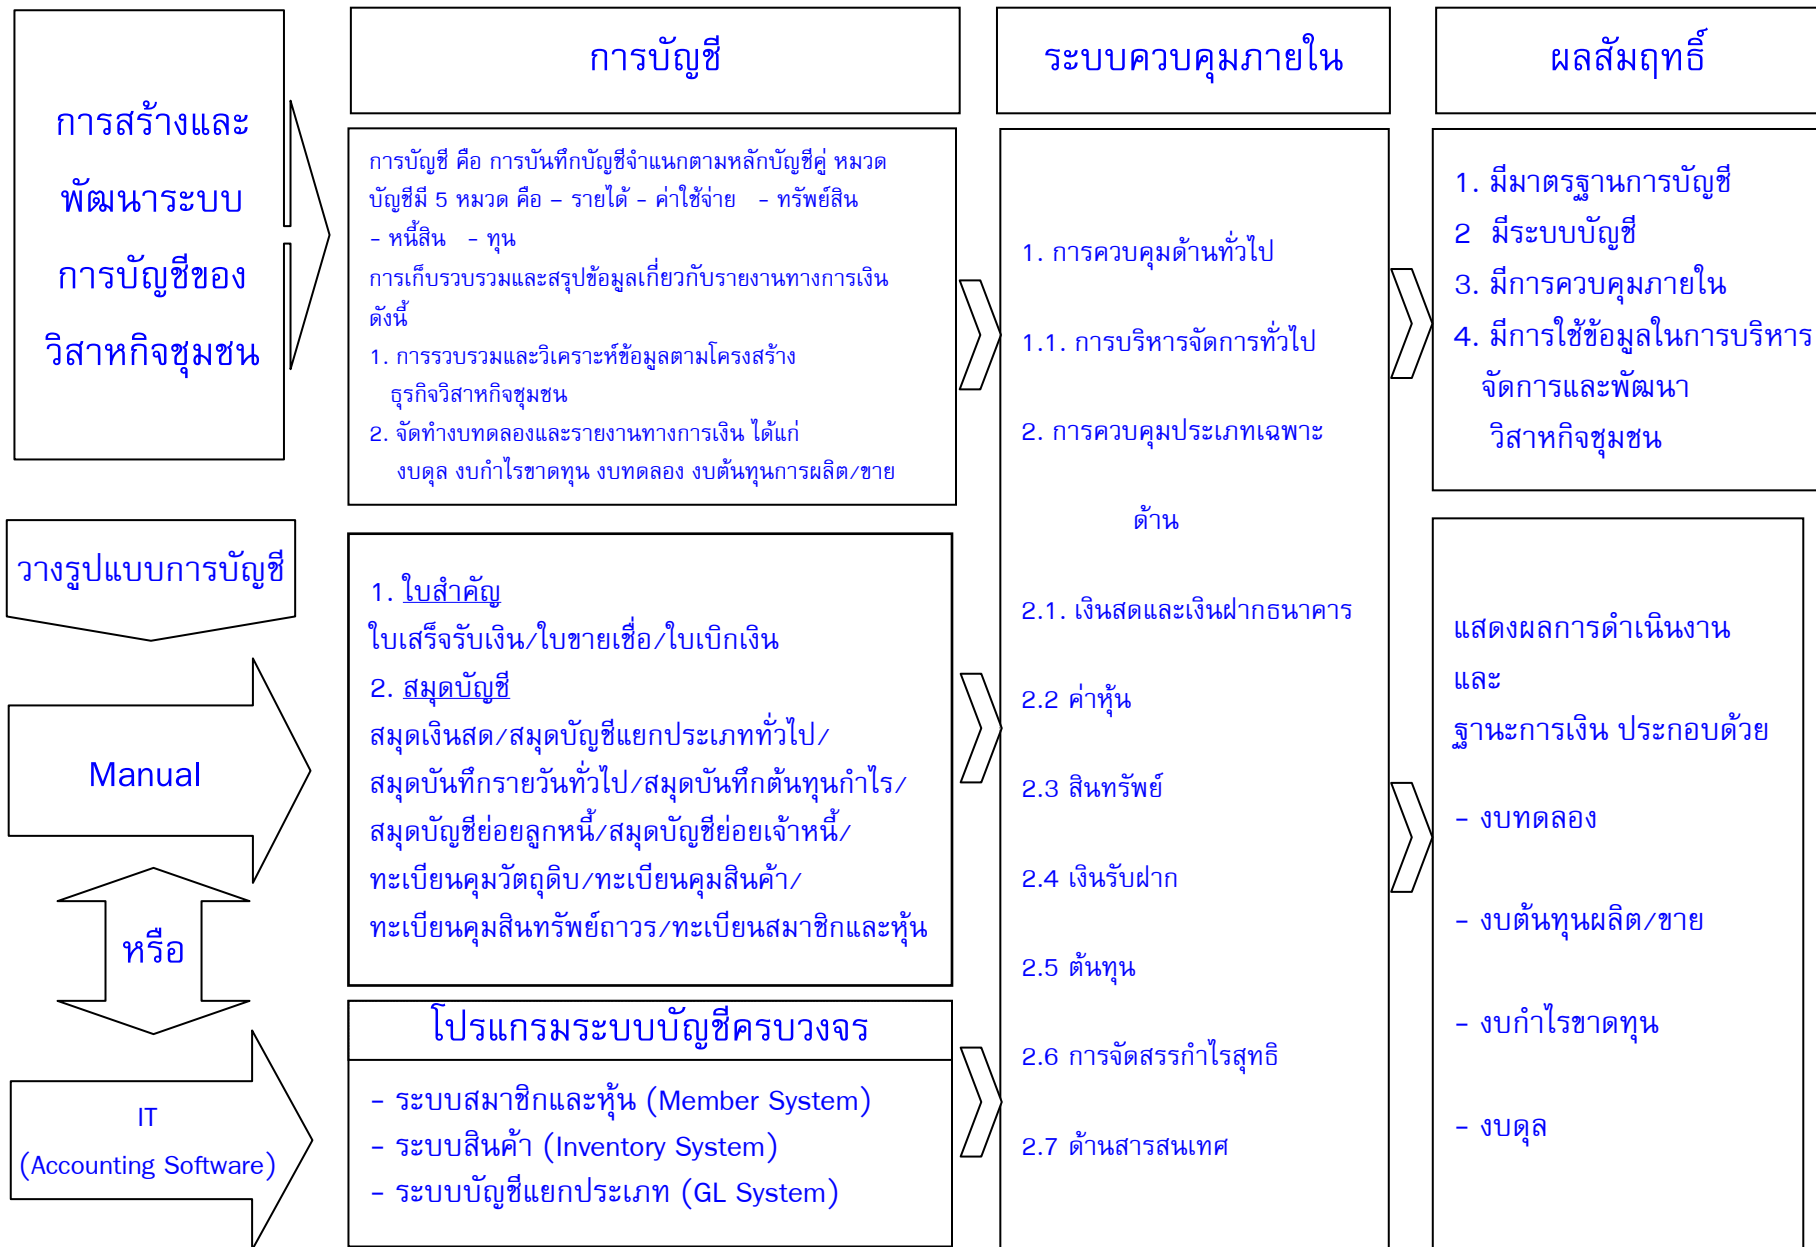 การสร้างและ
พัฒนาระบบ
การบัญชีของ
วิสาหกิจชุมชน
การบัญชี
ระบบควบคุมภายใน
ผลสัมฤทธิ์
การบัญชี คือ การบันทึกบัญชีจำแนกตามหลักบัญชีคู่ หมวด
บัญชีมี 5 หมวด คือ – รายได้ - ค่าใช้จ่าย - ทรัพย์สิน
- หนี้สิน - ทุน
การเก็บรวบรวมและสรุปข้อมูลเกี่ยวกับรายงานทางการเงิน
ดังนี้
1. การรวบรวมและวิเคราะห์ข้อมูลตามโครงสร้าง
ธุรกิจวิสาหกิจชุมชน
2. จัดทำงบทดลองและรายงานทางการเงิน ได้แก่
งบดุล งบกำไรขาดทุน งบทดลอง งบต้นทุนการผลิต/ขาย
วางรูปแบบการบัญชี
Manual
หรือ
IT
(Accounting Software)
1. ใบสำคัญ
ใบเสร็จรับเงิน/ใบขายเชื่อ/ใบเบิกเงิน
2. สมุดบัญชี
สมุดเงินสด/สมุดบัญชีแยกประเภททั่วไป/
สมุดบันทึกรายวันทั่วไป/สมุดบันทึกต้นทุนกำไร/
สมุดบัญชีย่อยลูกหนี้/สมุดบัญชีย่อยเจ้าหนี้/
ทะเบียนคุมวัตถุดิบ/ทะเบียนคุมสินค้า/
ทะเบียนคุมสินทรัพย์ถาวร/ทะเบียนสมาชิกและหุ้น
โปรแกรมระบบบัญชีครบวงจร
- ระบบสมาชิกและหุ้น (Member System)
- ระบบสินค้า (Inventory System)
- ระบบบัญชีแยกประเภท (GL System)
1. การควบคุมด้านทั่วไป
1.1. การบริหารจัดการทั่วไป
2. การควบคุมประเภทเฉพาะ
ด้าน
2.1. เงินสดและเงินฝากธนาคาร
2.2 ค่าหุ้น
2.3 สินทรัพย์
2.4 เงินรับฝาก
2.5 ต้นทุน
2.6 การจัดสรรกำไรสุทธิ
2.7 ด้านสารสนเทศ
1. มีมาตรฐานการบัญชี
2 มีระบบบัญชี
3. มีการควบคุมภายใน
4. มีการใช้ข้อมูลในการบริหาร
จัดการและพัฒนา
วิสาหกิจชุมชน
แสดงผลการดำเนินงาน
และ
ฐานะการเงิน ประกอบด้วย
- งบทดลอง
- งบต้นทุนผลิต/ขาย
- งบกำไรขาดทุน
- งบดุล